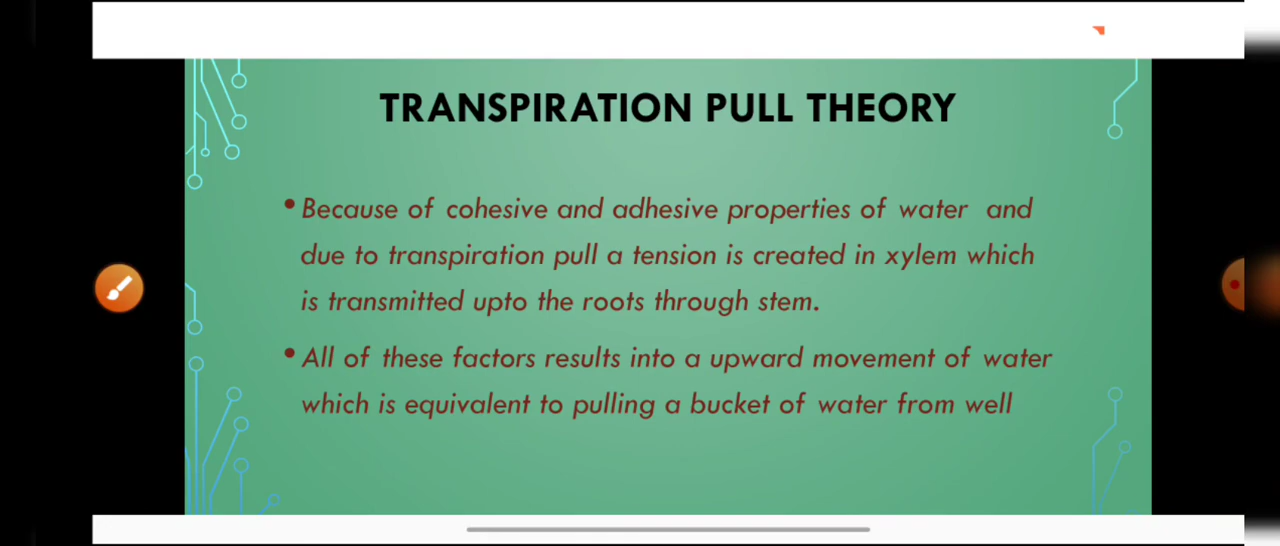 TRANSPIRATION PULL THEORY
•Because of cohesive and adhesive properties of water and
due to transpiration pull a tension is created in xylem which
is transmitted upto the roots through stem.
•All of these factors results into a upward movement of water
which is equivalent to pulling a bucket of water from well